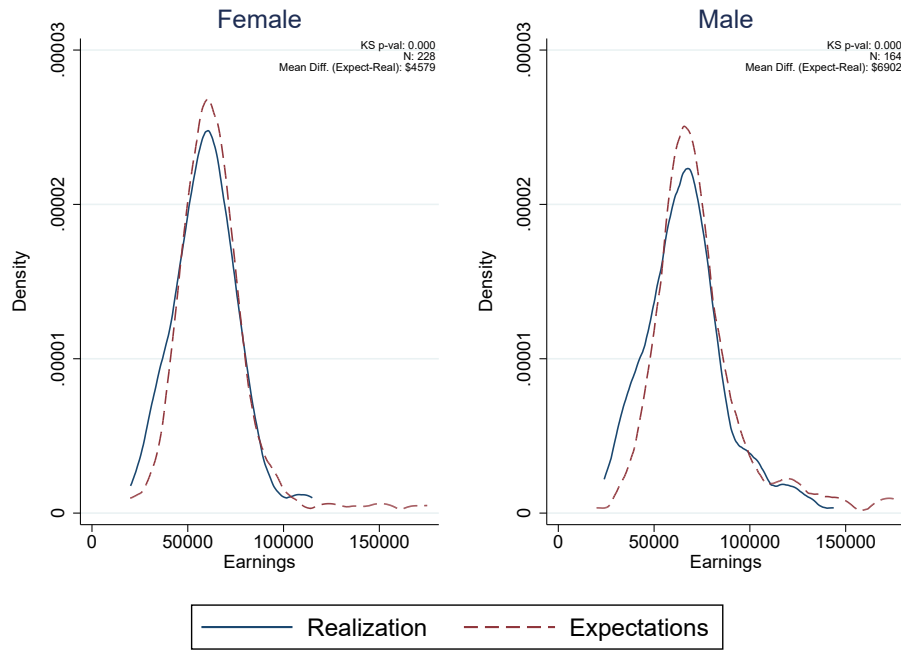 Female
KS p-val: 0.000
N: 228
Mean Diff. (Expect-Real): $4579
.00003
.00002
.00001
0
Density
0 50000 100000 150000
Earnings
Male
KS p-val: 0.000
N: 164
Mean Diff. (Expect-Real): $6902
.00003
.00002
.00001
0
Density
0 50000 100000 150000
Earnings
Realization Expectations